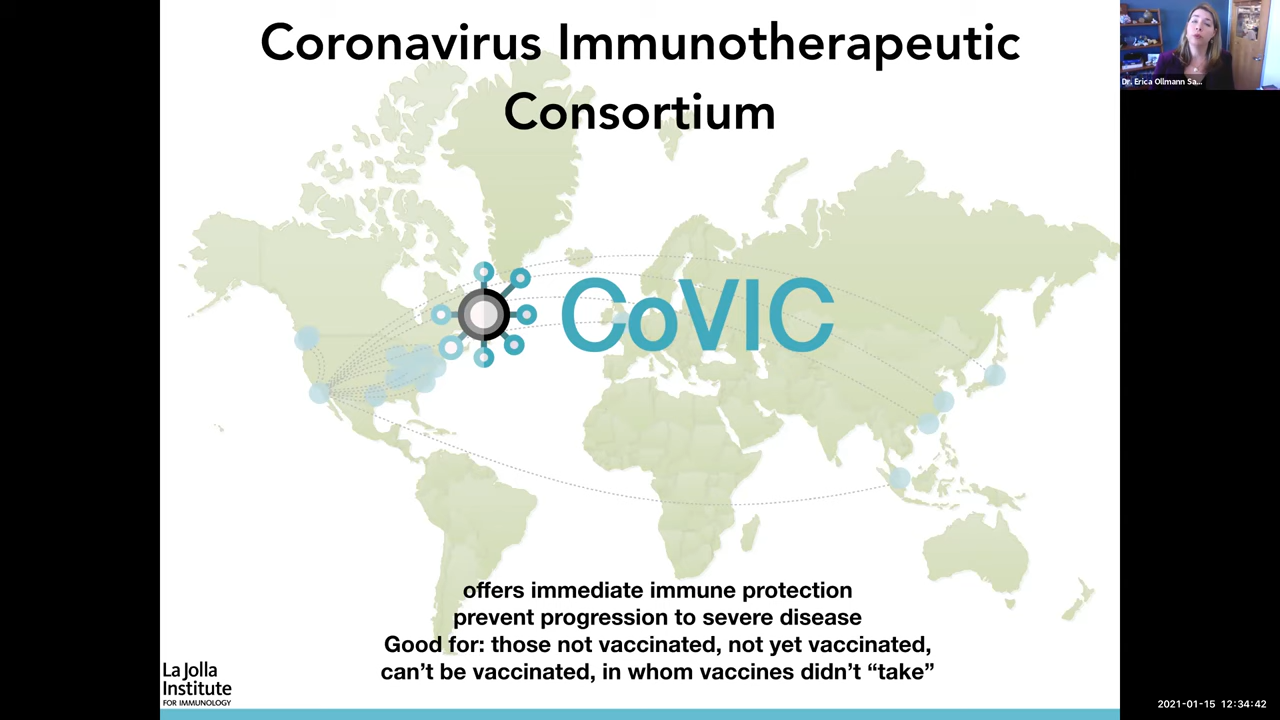 Coronavirus Immunotherapeutic
Consortium
Dr. Erica Ollmann Sa...
CoVIC
offers immediate immune protection
prevent progression to severe disease
Good for: those not vaccinated, not yet vaccinated,
can’t be vaccinated, in whom vaccines didn’t “take”
La Jolla
Institute
FOR IMMUNOLOGY
2021-01-15 12:34:42